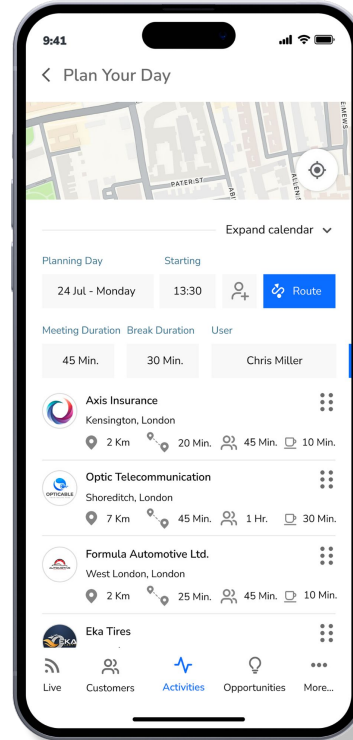 9:41
Plan Your Day
PATER ST
ALLEN S
E MEWS
Expand calendar
Planning Day Starting
24 Jul - Monday 13:30 Route
Meeting Duration Break Duration User
45 Min. 30 Min. Chris Miller
Axis Insurance
Kensington, London
2 Km 20 Min. 45 Min. 10 Min.
OPTICABLE
Optic Telecommunication
Shoreditch, London
7 Km 45 Min. 1 Hr. 30 Min.
Formula Automotive Ltd.
West London, London
2 Km 25 Min. 45 Min. 10 Min.
EKA
Eka Tires
Live Customers Activities Opportunities More...